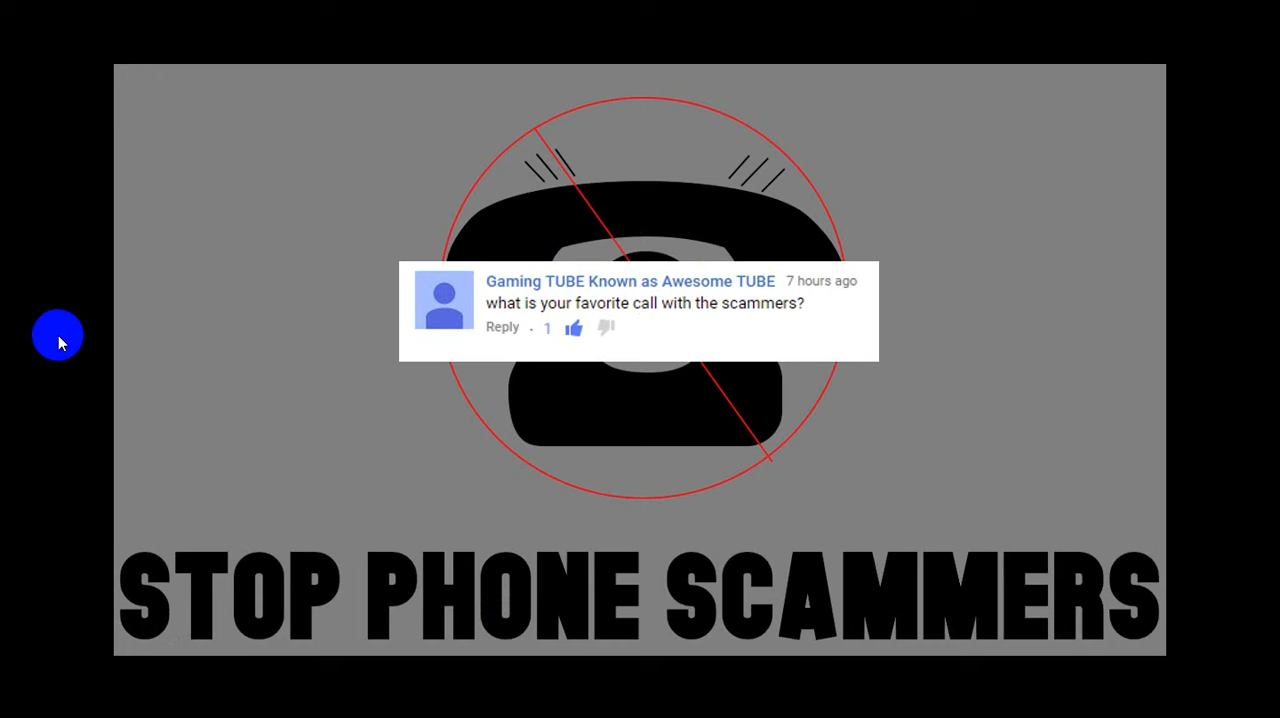 Gaming TUBE Known as Awesome TUBE 7 hours ago
what is your favorite call with the scammers?
Reply . 1
STOP PHONE SCAMMERS